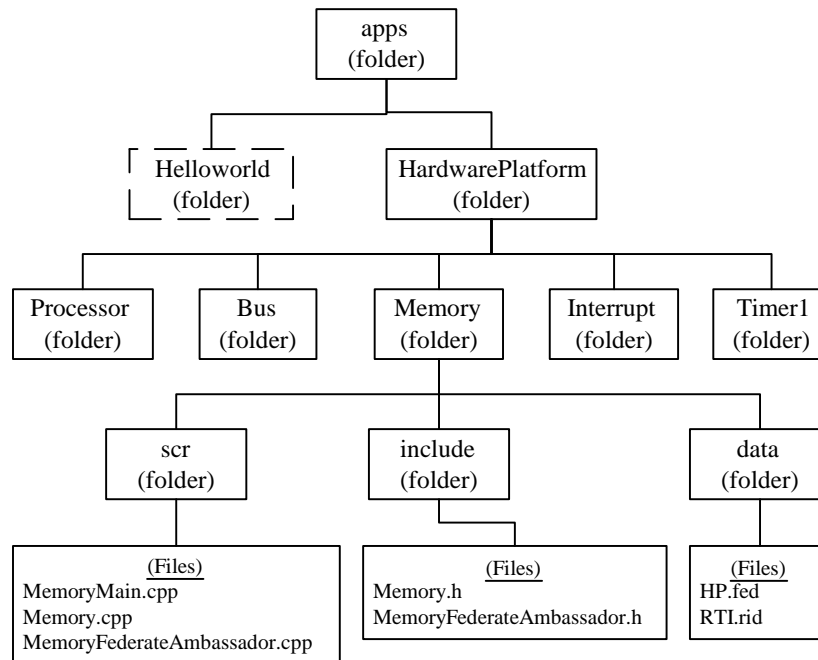 apps
(folder)
Helloworld
(folder)
HardwarePlatform
(folder)
Processor
(folder)
Bus
(folder)
Memory
(folder)
Interrupt
(folder)
Timer1
(folder)
scr
(folder)
include
(folder)
data
(folder)
(Files)
MemoryMain.cpp
Memory.cpp
MemoryFederateAmbassador.cpp
(Files)
Memory.h
MemoryFederateAmbassador.h
(Files)
HP.fed
RTI.rid